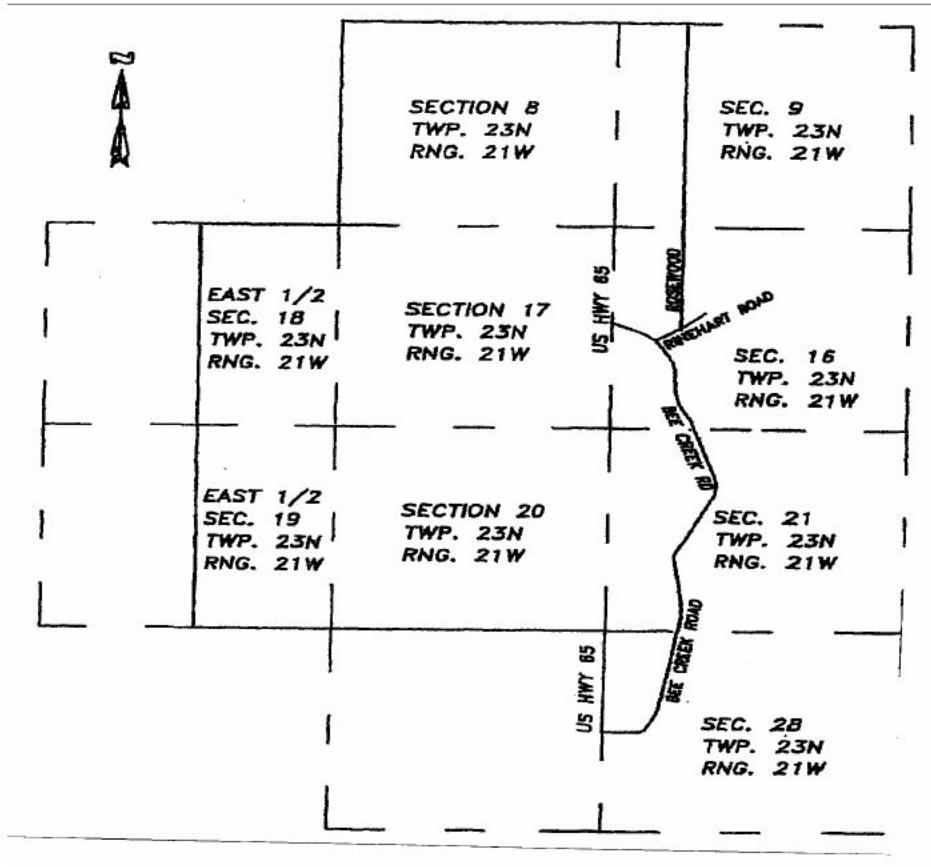 N
SECTION 8
TWP. 23N
RNG. 21W
SEC. 9
TWP. 23N
RNG. 21W
EAST 1/2
SEC. 18
TWP. 23N
RNG. 21W
SECTION 17
TWP. 23N
RNG. 21W
US HWY 65
ROSEWOOD
RINEHART ROAD
SEC. 16
TWP. 23N
RNG. 21W
BEE CREEK RD
EAST 1/2
SEC. 19
TWP. 23N
RNG. 21W
SECTION 20
TWP. 23N
RNG. 21W
SEC. 21
TWP. 23N
RNG. 21W
US HWY 65
BEE CREEK ROAD
SEC. 28
TWP. 23N
RNG. 21W